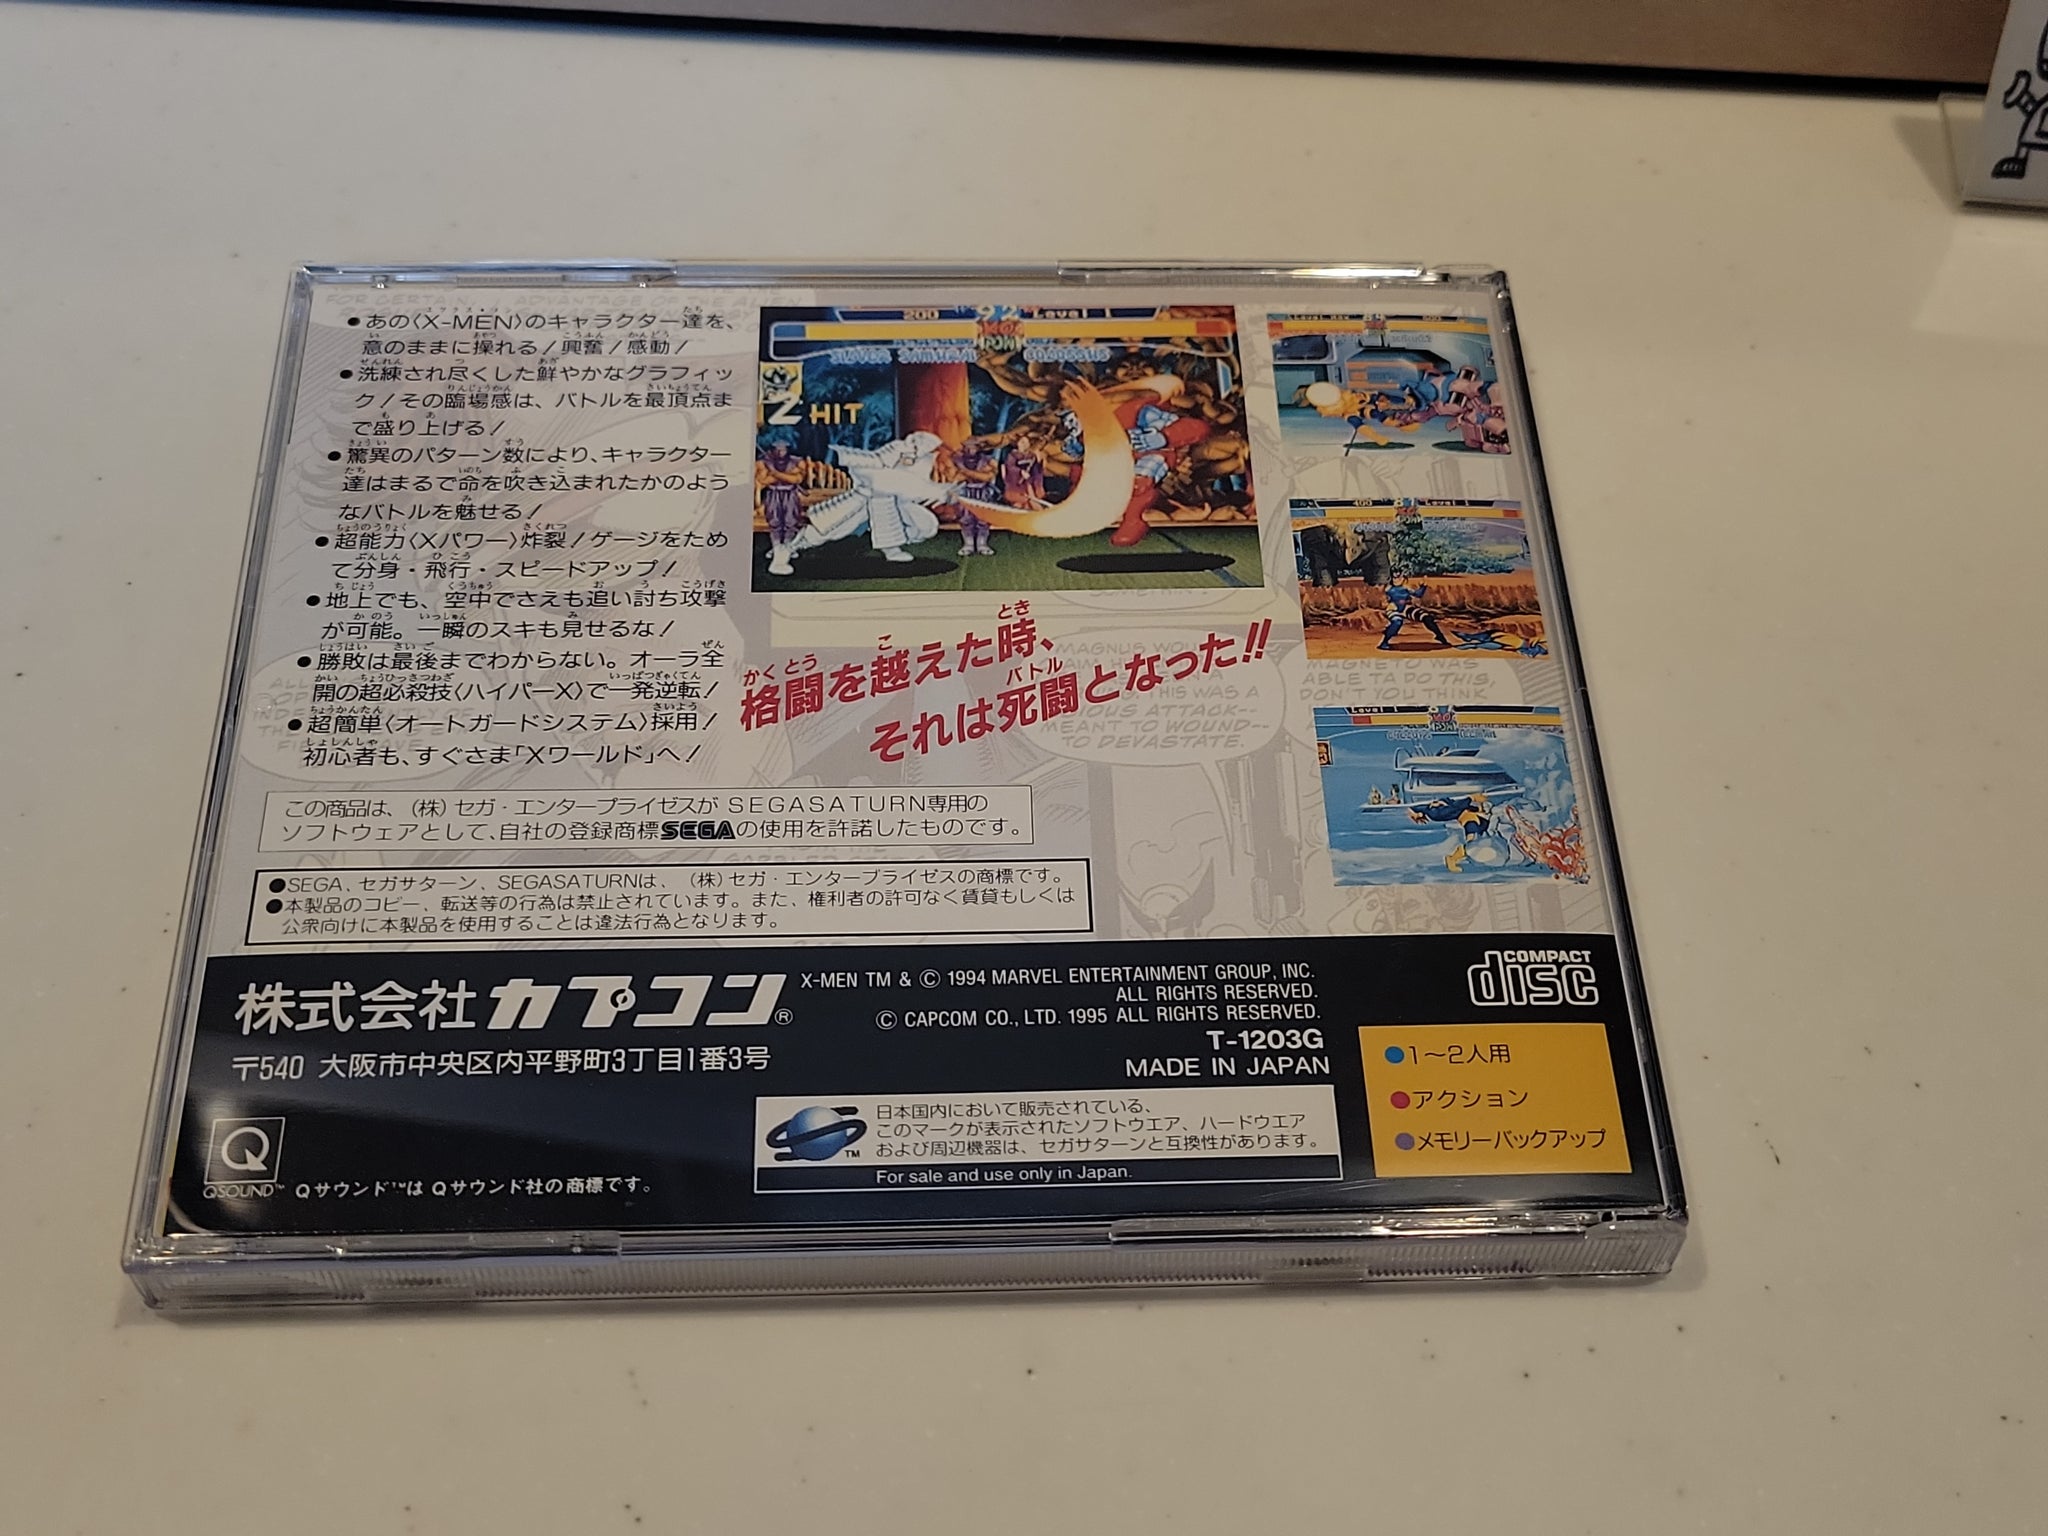 ●あの〈X-MEN〉のキャラクター達を、
意のままに操れる！興奮！感動！
●洗練され尽くした鮮やかなグラフィッ
ク！その臨場感は、バトルを最頂点ま
で盛り上げる！
●驚異のパターン数により、キャラクター
達はまるで命を吹き込まれたかのよう
なバトルを魅せる！
●超能力〈Xパワー〉炸裂！ゲージをため
て分身・飛行・スピードアップ！
●地上でも、空中でさえも追い討ち攻撃
が可能。一瞬のスキも見せるな！
●勝敗は最後までわからない。オーラ全
開の超必殺技〈ハイパーX〉で一発逆転！
●超簡単〈オートガードシステム〉採用！
初心者も、すぐさま「Xワールド」へ！
200 92 Level 1
SILVER SAMURAI COLOSSUS
2 HIT
格闘を越えた時、
それは死闘となった!!
MAGNETO WAS
ABLE TO DO THIS,
DON'T YOU THINK
MEANT TO WOUND--
TO DEVASTATE.
この商品は、(株)セガ・エンタープライゼスが SEGASATURN専用の
ソフトウェアとして、自社の登録商標SEGAの使用を許諾したものです。
●SEGA、セガサターン、SEGASATURNは、(株)セガ・エンタープライゼスの商標です。
●本製品のコピー、転送等の行為は禁止されています。また、権利者の許可なく賃貸もしくは
公衆向けに本製品を使用することは違法行為となります。
株式会社カプコン®
〒540 大阪市中央区内平野町3丁目1番3号
X-MEN TM & © 1994 MARVEL ENTERTAINMENT GROUP, INC.
ALL RIGHTS RESERVED.
© CAPCOM CO., LTD. 1995 ALL RIGHTS RESERVED.
T-1203G
MADE IN JAPAN
COMPACT
disc
●1〜2人用
●アクション
●メモリーバックアップ
日本国内において販売されている、
このマークが表示されたソフトウエア、ハードウエア
および周辺機器は、セガサターンと互換性があります。
TM
For sale and use only in Japan.
Q
QSOUND™ Qサウンド™は Qサウンド社の商標です。